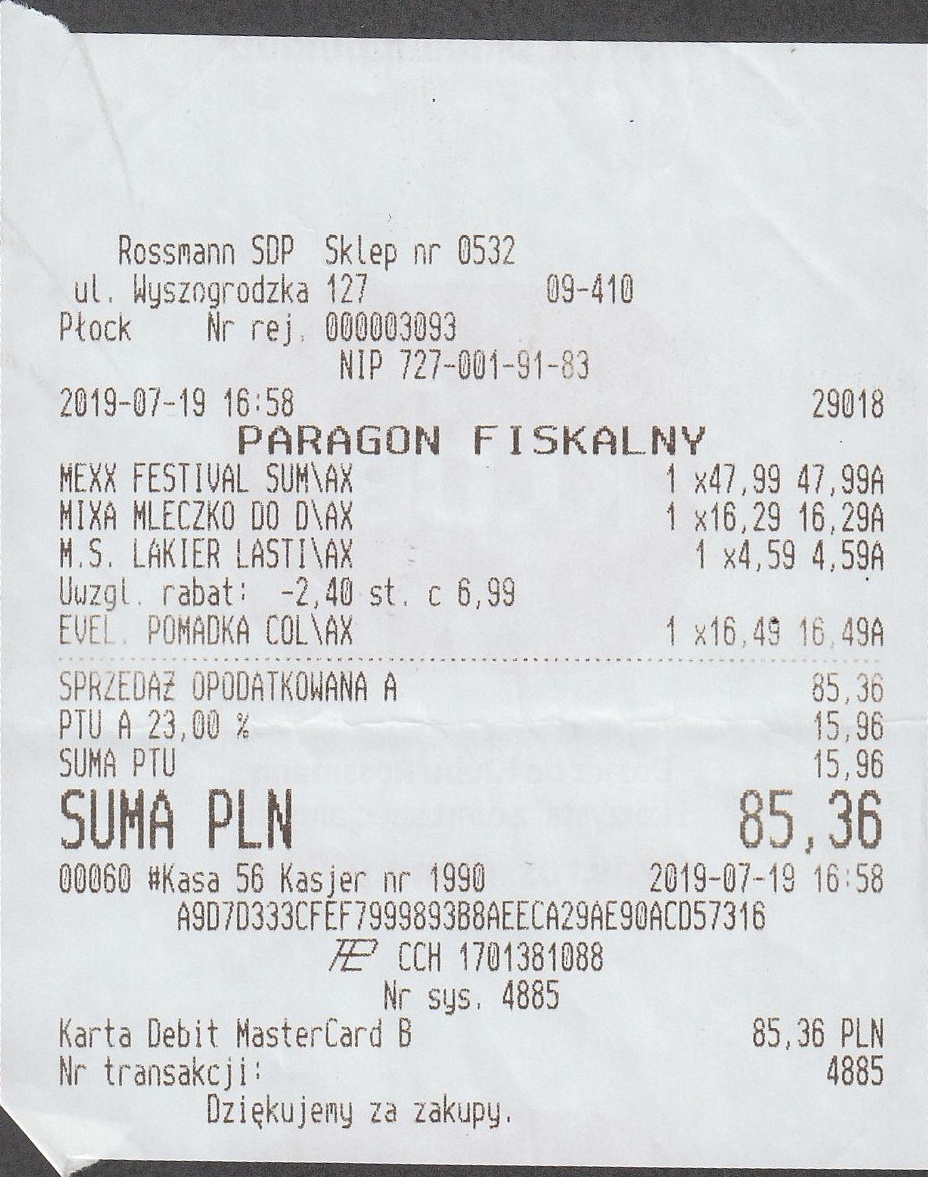 Rossmann SDP Sklep nr 0532
ul. Wyszogrodzka 127 09-410
Płock Nr rej. 000003093
NIP 727-001-91-83
2019-07-19 16:58 29018
PARAGON FISKALNY
MEXX FESTIVAL SUM\AX 1 x47,99 47,99A
MIXA MLECZKO DO D\AX 1 x16,29 16,29A
M.S. LAKIER LASTI\AX 1 x4,59 4,59A
Uwzgl. rabat: -2,40 st. c 6,99
EVEL. POMADKA COL\AX 1 x16,49 16,49A
SPRZEDAŻ OPODATKOWANA A 85,36
PTU A 23,00 % 15,96
SUMA PTU 15,96
SUMA PLN 85,36
00060 #Kasa 56 Kasjer nr 1990 2019-07-19 16:58
A9D7D333CFEF7999893B8AEECA29AE90ACD57316
CCH 1701381088
Nr sys. 4885
Karta Debit MasterCard B 85,36 PLN
Nr transakcji: 4885
Dziękujemy za zakupy.